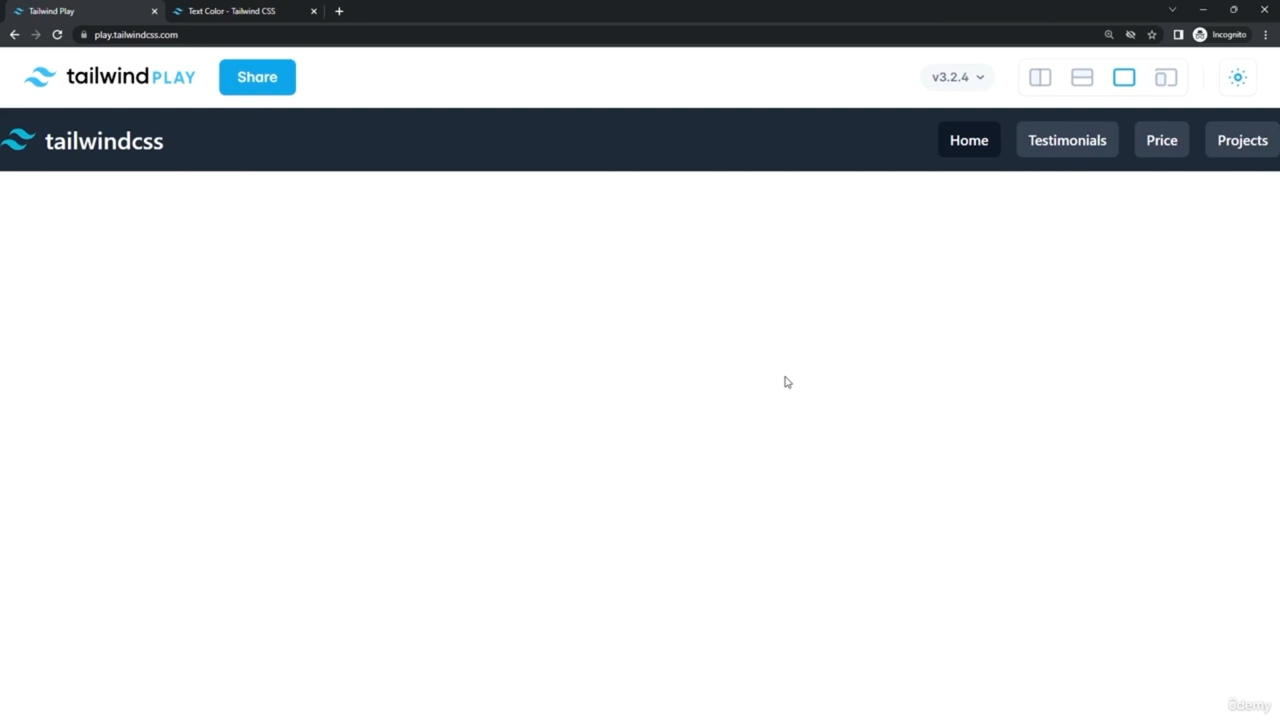 Tailwind Play
Text Color - Tailwind CSS
play.tailwindcss.com
Incognito
tailwind PLAY
Share
v3.2.4
tailwindcss
Home
Testimonials
Price
Projects
ûdemy